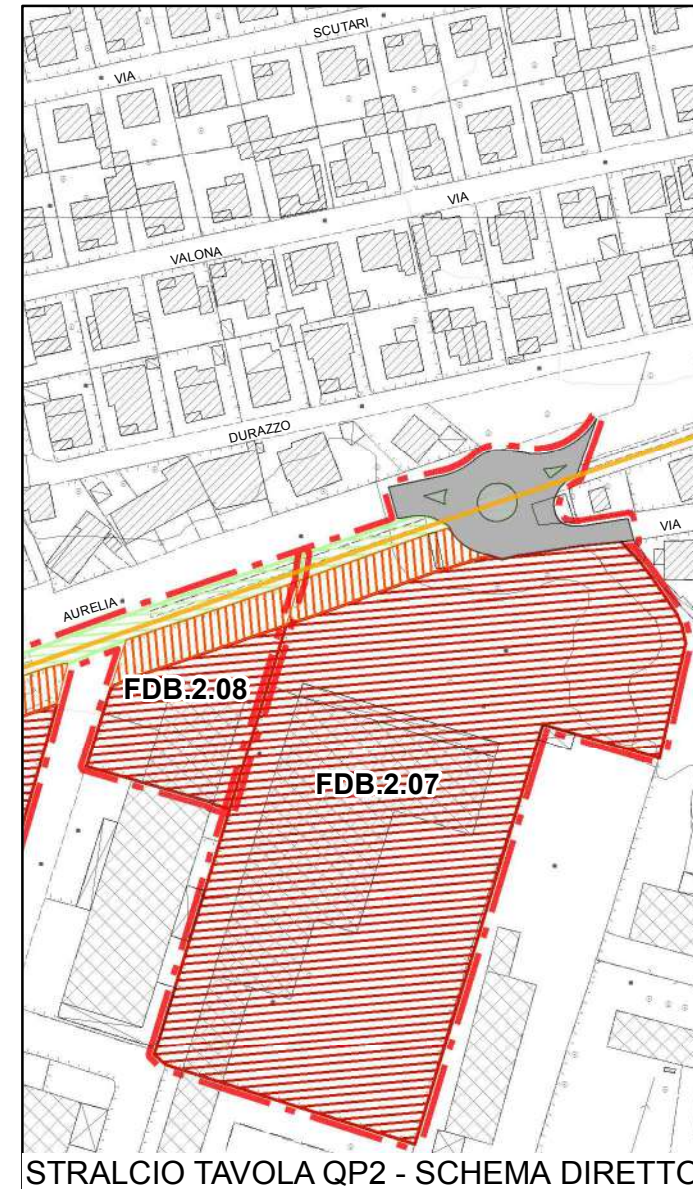 SCUTARI
VIA
VIA
VALONA
DURAZZO
VIA
AURELIA
FDB.2.08
FDB.2.07
STRALCIO TAVOLA QP2 - SCHEMA DIRETTO